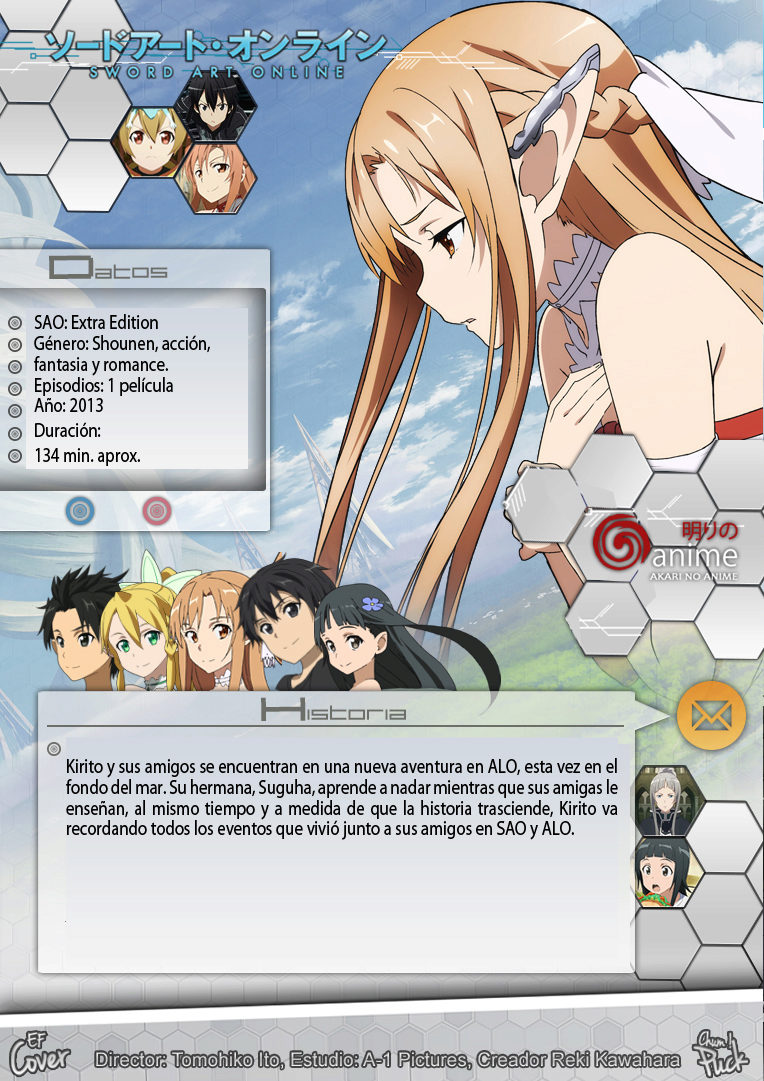 ソードアート・オンライン
SWORD ART ONLINE
Datos
SAO: Extra Edition
Género: Shounen, acción,
fantasia y romance.
Episodios: 1 película
Año: 2013
Duración:
134 min. aprox.
明りの
anime
AKARI NO ANIME
Historia
Kirito y sus amigos se encuentran en una nueva aventura en ALO, esta vez en el
fondo del mar. Su hermana, Suguha, aprende a nadar mientras que sus amigas le
enseñan, al mismo tiempo y a medida de que la historia trasciende, Kirito va
recordando todos los eventos que vivió junto a sus amigos en SAO y ALO.
EF
Cover
Director: Tomohiko Ito, Estudio: A-1 Pictures, Creador Reki Kawahara
Chum!
Puck